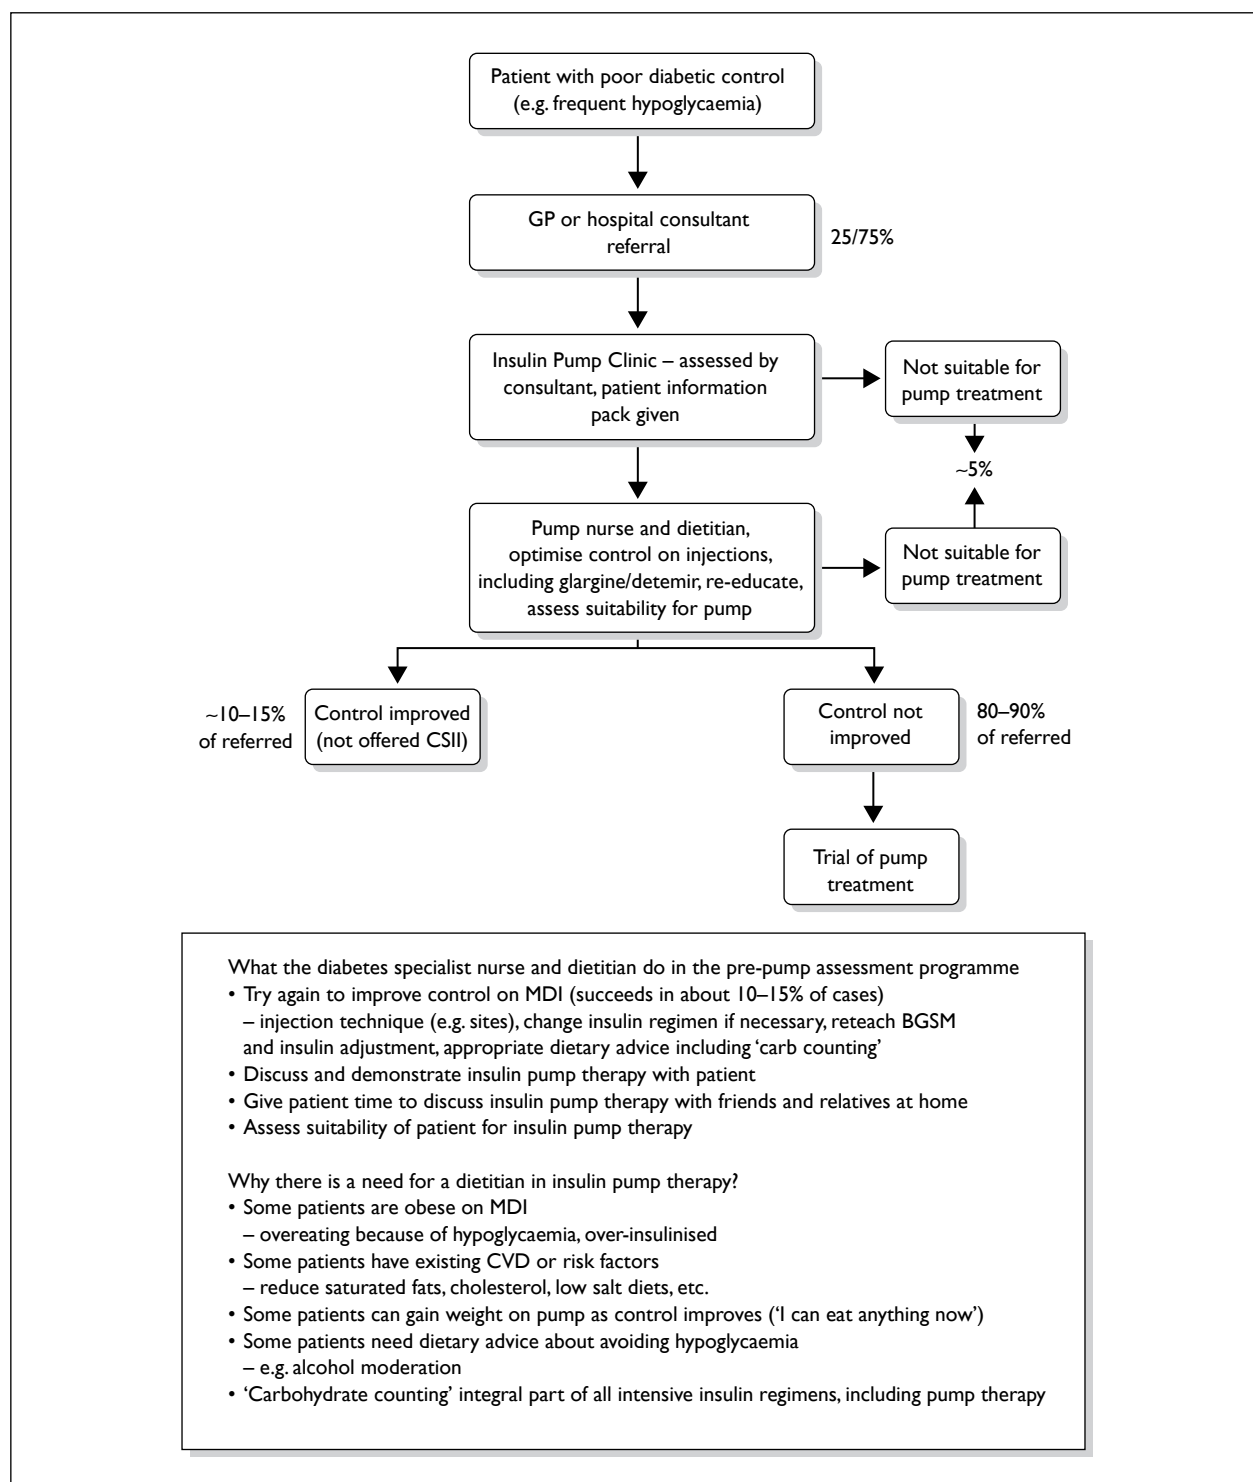 Patient with poor diabetic control
(e.g. frequent hypoglycaemia)
GP or hospital consultant
referral
25/75%
Insulin Pump Clinic – assessed by
consultant, patient information
pack given
Not suitable for
pump treatment
~5%
Pump nurse and dietitian,
optimise control on injections,
including glargine/detemir, re-educate,
assess suitability for pump
Not suitable for
pump treatment
~10–15%
of referred
Control improved
(not offered CSII)
Control not
improved
80–90%
of referred
Trial of pump
treatment
What the diabetes specialist nurse and dietitian do in the pre-pump assessment programme
• Try again to improve control on MDI (succeeds in about 10–15% of cases)
– injection technique (e.g. sites), change insulin regimen if necessary, reteach BGSM
and insulin adjustment, appropriate dietary advice including ‘carb counting’
• Discuss and demonstrate insulin pump therapy with patient
• Give patient time to discuss insulin pump therapy with friends and relatives at home
• Assess suitability of patient for insulin pump therapy
Why there is a need for a dietitian in insulin pump therapy?
• Some patients are obese on MDI
– overeating because of hypoglycaemia, over-insulinised
• Some patients have existing CVD or risk factors
– reduce saturated fats, cholesterol, low salt diets, etc.
• Some patients can gain weight on pump as control improves (‘I can eat anything now’)
• Some patients need dietary advice about avoiding hypoglycaemia
– e.g. alcohol moderation
• ‘Carbohydrate counting’ integral part of all intensive insulin regimens, including pump therapy